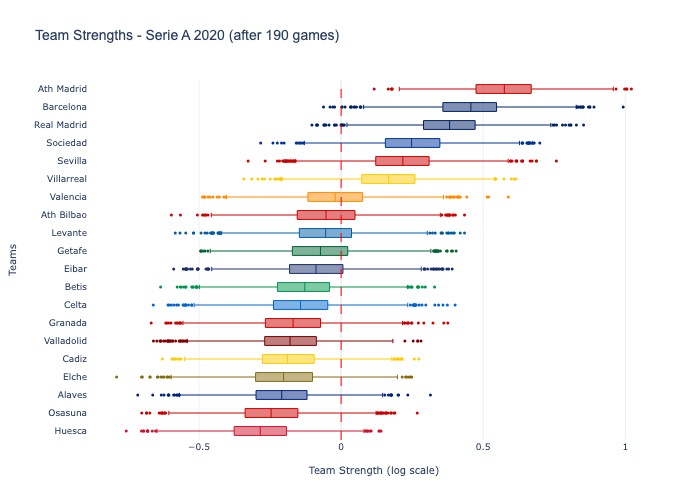 Team Strengths - Serie A 2020 (after 190 games)
Ath Madrid
Barcelona
Real Madrid
Sociedad
Sevilla
Villarreal
Valencia
Ath Bilbao
Levante
Getafe
Eibar
Betis
Celta
Granada
Valladolid
Cadiz
Elche
Alaves
Osasuna
Huesca
Teams
−0.5 0 0.5 1
Team Strength (log scale)